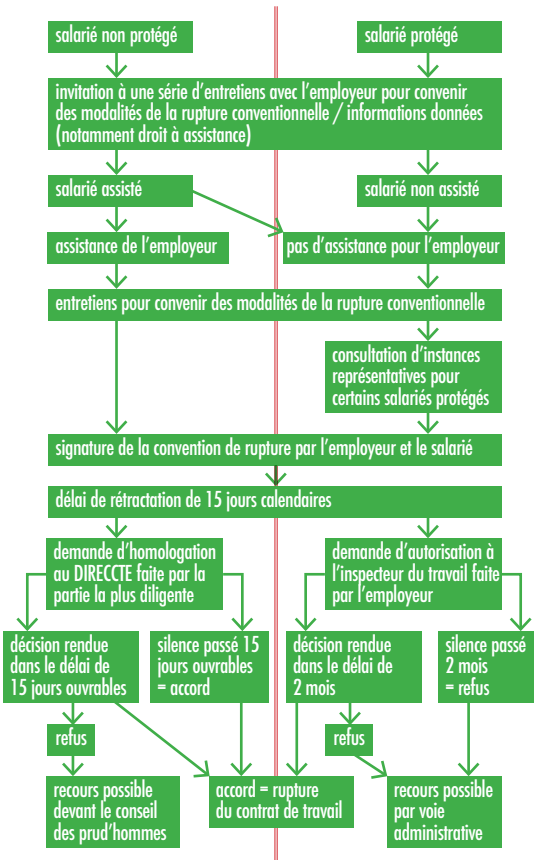 salarié non protégé
salarié protégé
invitation à une série d'entretiens avec l'employeur pour convenir
des modalités de la rupture conventionnelle / informations données
(notamment droit à assistance)
salarié assisté
salarié non assisté
assistance de l'employeur
pas d'assistance pour l'employeur
entretiens pour convenir des modalités de la rupture conventionnelle
consultation d'instances
représentatives pour
certains salariés protégés
signature de la convention de rupture par l'employeur et le salarié
délai de rétractation de 15 jours calendaires
demande d'homologation
au DIRECCTE faite par la
partie la plus diligente
demande d'autorisation à
l'inspecteur du travail faite
par l'employeur
décision rendue
dans le délai de
15 jours ouvrables
silence passé 15
jours ouvrables
= accord
décision rendue
dans le délai de
2 mois
silence passé
2 mois
= refus
refus
refus
recours possible
devant le conseil
des prud'hommes
accord = rupture
du contrat de travail
recours possible
par voie
administrative